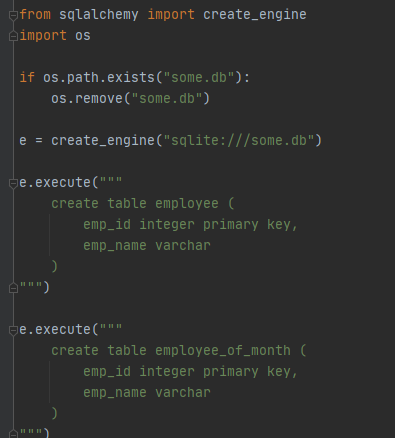 from sqlalchemy import create_engine
import os
if os.path.exists("some.db"):
    os.remove("some.db")
e = create_engine("sqlite:///some.db")
e.execute("""
    create table employee (
        emp_id integer primary key,
        emp_name varchar
    )
""")
e.execute("""
    create table employee_of_month (
        emp_id integer primary key,
        emp_name varchar
    )
""")